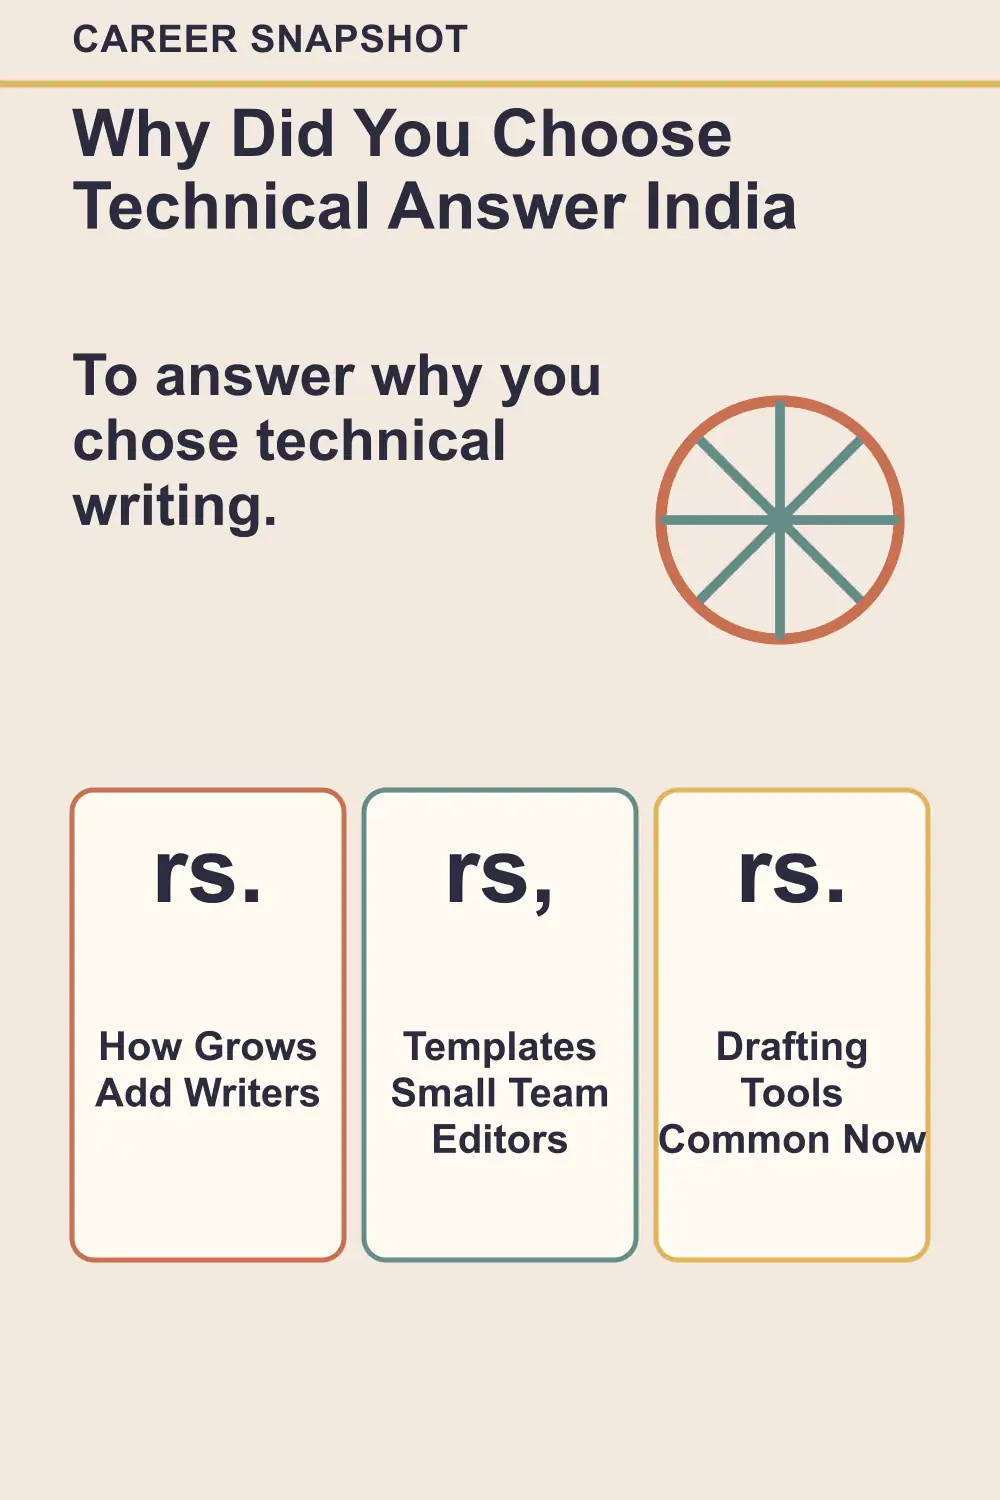 CAREER SNAPSHOT
Why Did You Choose
Technical Answer India
To answer why you
chose technical
writing.
rs.
How Grows
Add Writers
rs,
Templates
Small Team
Editors
rs.
Drafting
Tools
Common Now